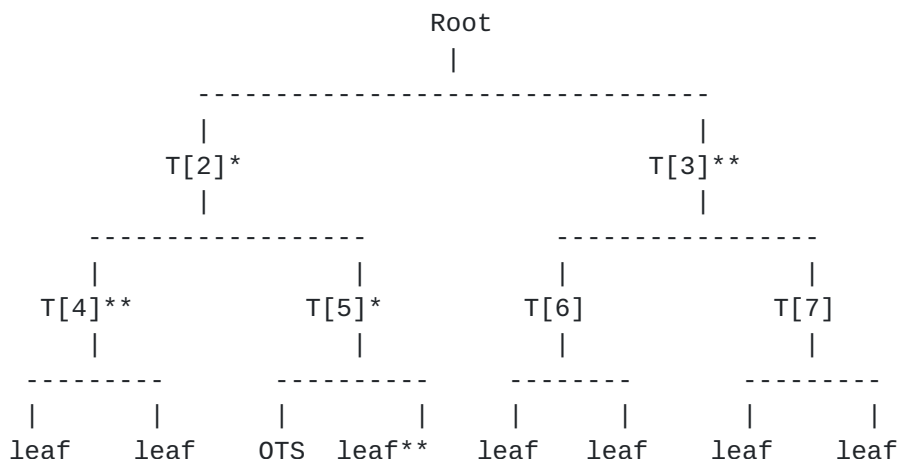 Root
|
---------------------------------
| |
T[2]* T[3]**
| |
------------------ -----------------
| | | |
T[4]** T[5]* T[6] T[7]
| | | |
--------- ---------- -------- ---------
| | | | | | | |
leaf leaf OTS leaf** leaf leaf leaf leaf